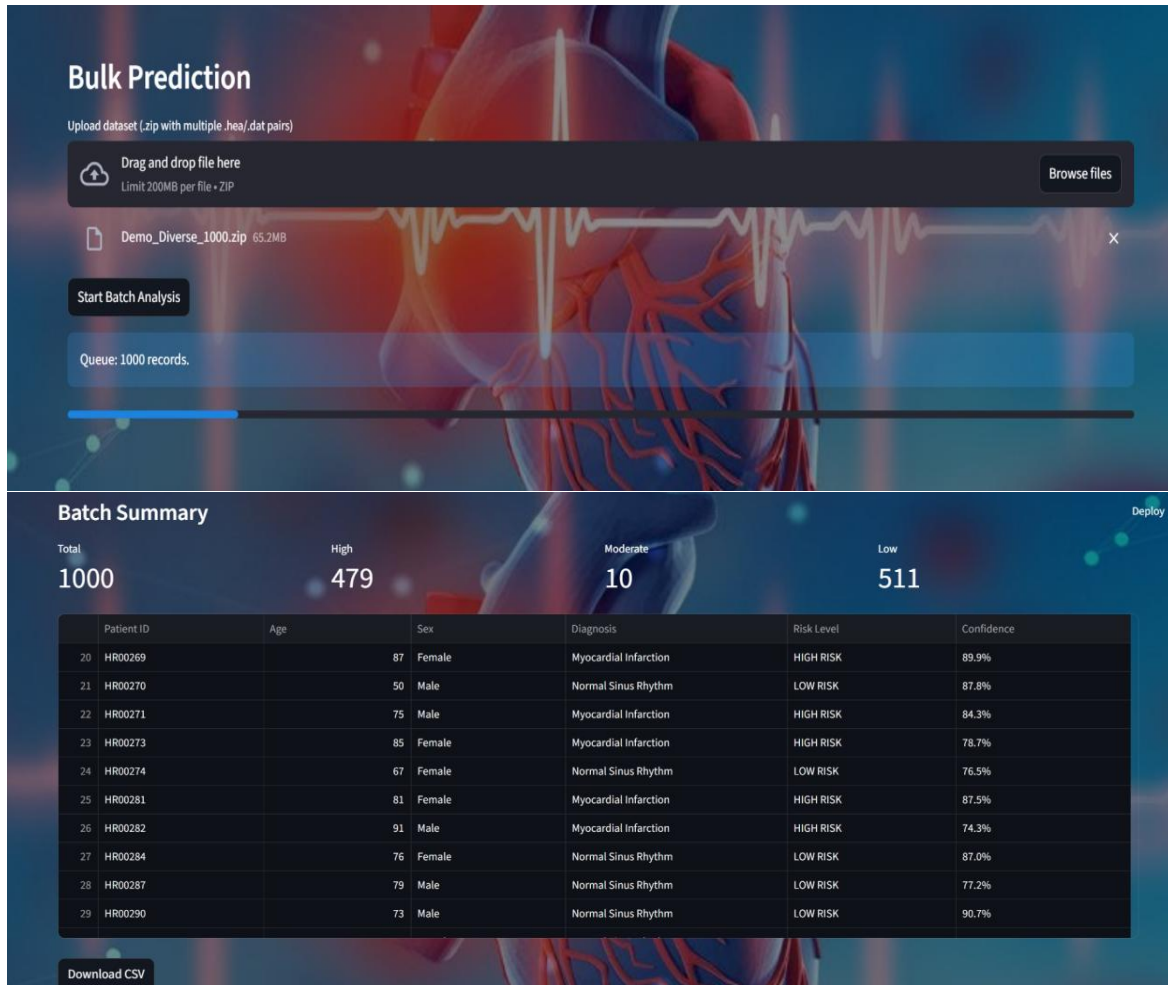 Bulk Prediction
Upload dataset (.zip with multiple .hea/.dat pairs)
Drag and drop file here
Limit 200MB per file • ZIP
Browse files
Demo_Diverse_1000.zip 65.2MB
X
Start Batch Analysis
Queue: 1000 records.
Batch Summary
Deploy
Total High Moderate Low
1000 479 10 511
Patient ID Age Sex Diagnosis Risk Level Confidence
20 HR00269 87 Female Myocardial Infarction HIGH RISK 89.9%
21 HR00270 50 Male Normal Sinus Rhythm LOW RISK 87.8%
22 HR00271 75 Male Myocardial Infarction HIGH RISK 84.3%
23 HR00273 85 Female Myocardial Infarction HIGH RISK 78.7%
24 HR00274 67 Female Normal Sinus Rhythm LOW RISK 76.5%
25 HR00281 81 Female Myocardial Infarction HIGH RISK 87.5%
26 HR00282 91 Male Myocardial Infarction HIGH RISK 74.3%
27 HR00284 76 Female Normal Sinus Rhythm LOW RISK 87.0%
28 HR00287 79 Male Normal Sinus Rhythm LOW RISK 77.2%
29 HR00290 73 Male Normal Sinus Rhythm LOW RISK 90.7%
Download CSV